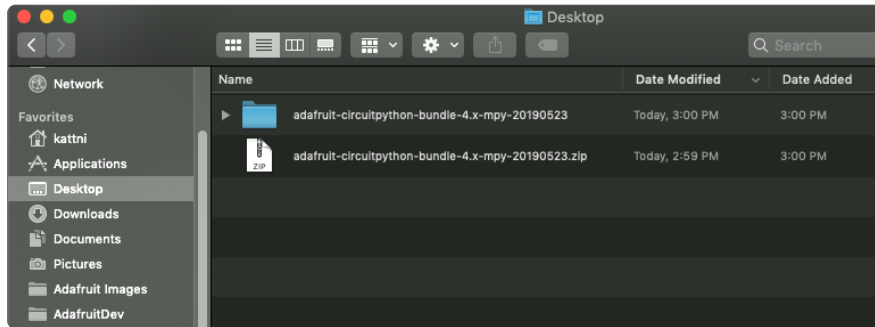 Desktop
Search
Network
Favorites
kattni
Applications
Desktop
Downloads
Documents
Pictures
Adafruit Images
AdafruitDev
Name Date Modified Date Added
adafruit-circuitpython-bundle-4.x-mpy-20190523 Today, 3:00 PM 3:00 PM
ZIP adafruit-circuitpython-bundle-4.x-mpy-20190523.zip Today, 2:59 PM 3:00 PM